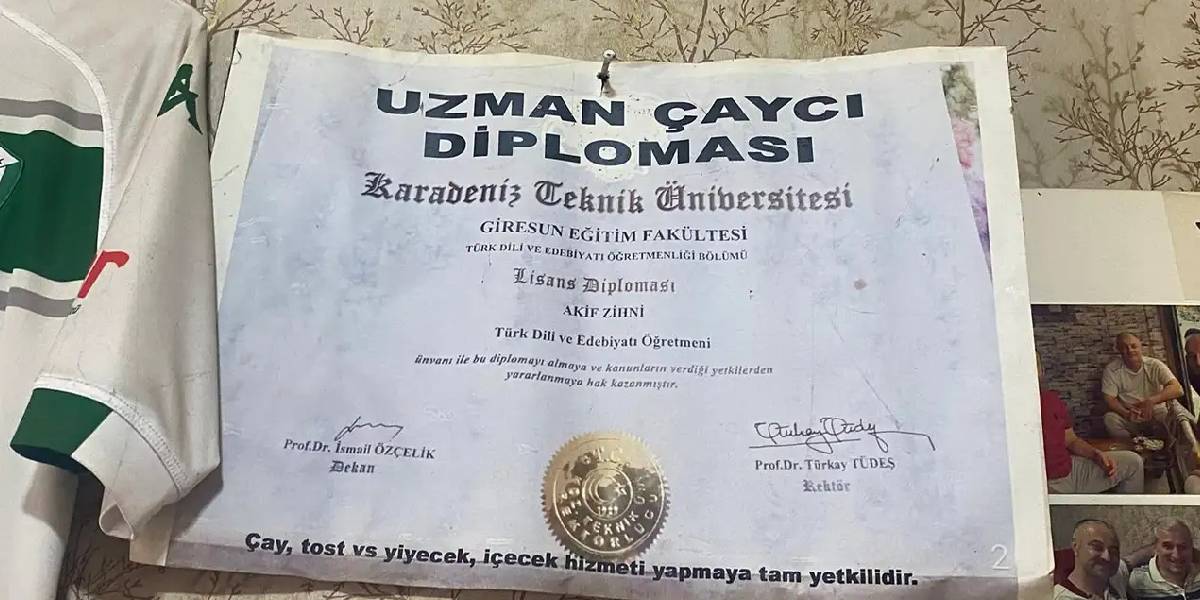 UZMAN ÇAYCI
DİPLOMASI
Karadeniz Teknik Üniversitesi
GİRESUN EĞİTİM FAKÜLTESİ
TÜRK DİLİ VE EDEBİYATI ÖĞRETMENLİĞİ BÖLÜMÜ
Lisans Diploması
AKİF ZİHNİ
Türk Dili ve Edebiyatı Öğretmeni
ünvanı ile bu diplomayı almaya ve kanunların verdiği yetkilerden
yararlanmaya hak kazanmıştır.
Prof.Dr. İsmail ÖZÇELİK
Dekan
Prof.Dr. Türkay TÜDEŞ
Rektör
TEKNİK
Çay, tost vs yiyecek, içecek hizmeti yapmaya tam yetkilidir.
2